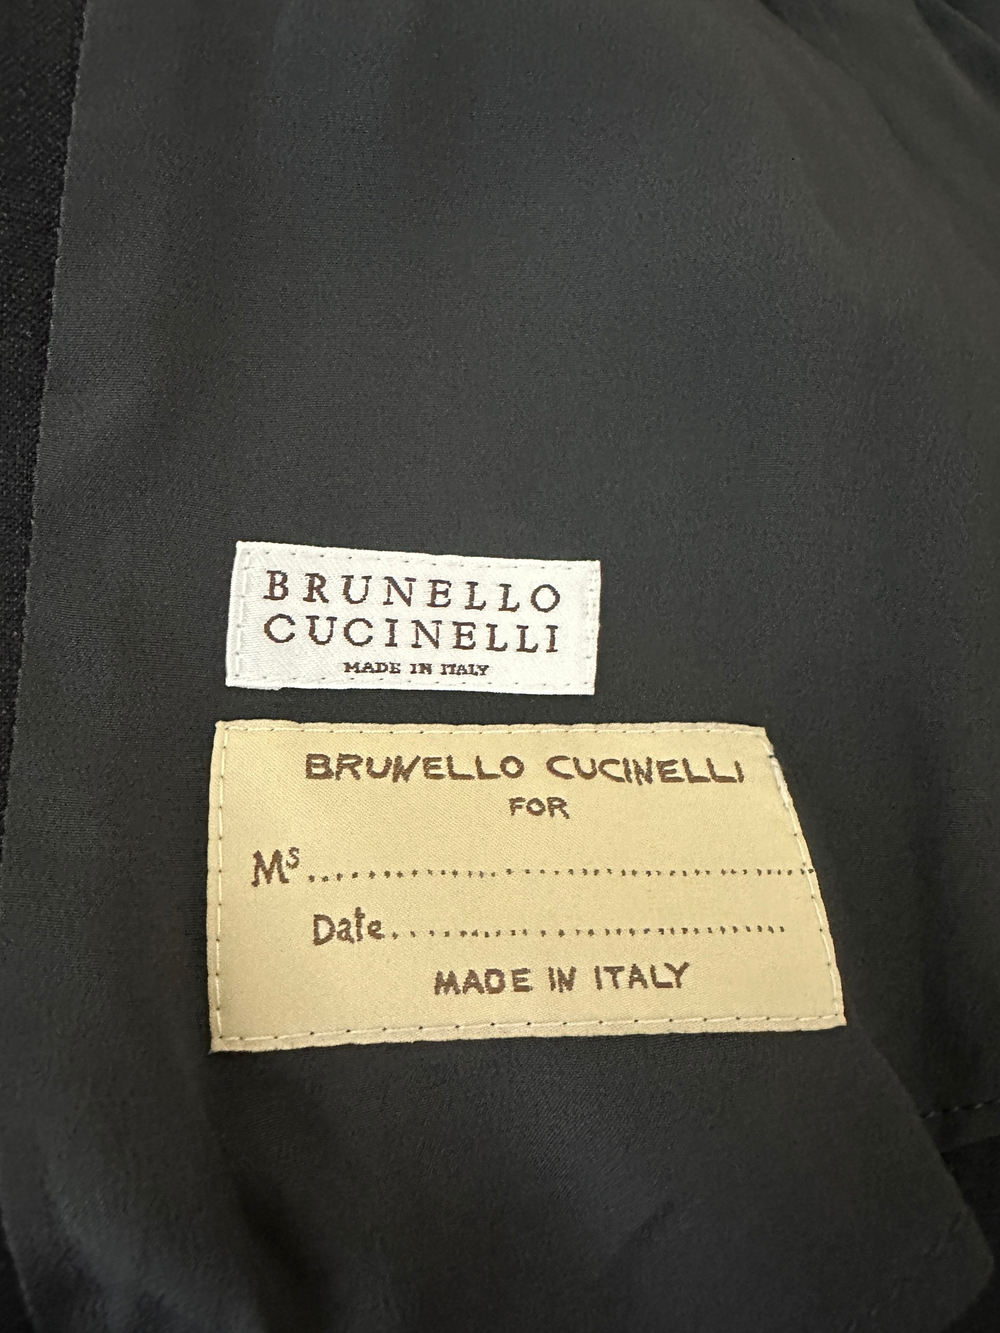 BRUNELLO
CUCINELLI
MADE IN ITALY
BRUNELLO CUCINELLI
FOR
Ms..................................................
Date........................................
MADE IN ITALY